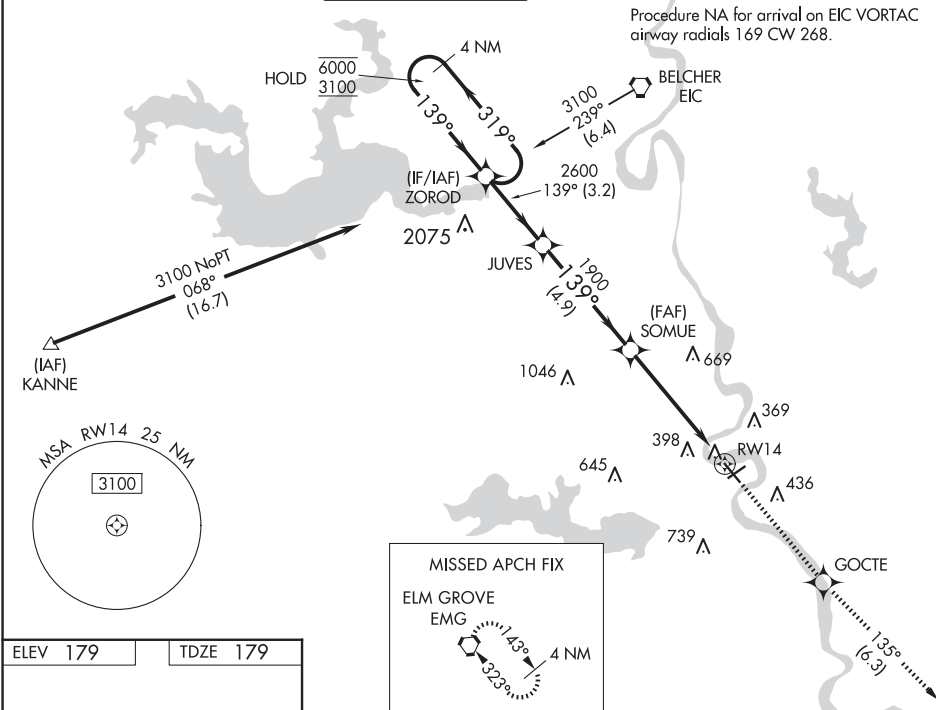 Procedure NA for arrival on EIC VORTAC
airway radials 169 CW 268.
4 NM
HOLD
6000
3100
139°
319°
BELCHER
EIC
3100
239°
(6.4)
(IF/IAF)
ZOROD
2600
139° (3.2)
2075
JUVES
3100 NoPT
068°
(16.7)
1900
139°
(4.9)
(FAF)
SOMUE
(IAF)
KANNE
669
1046
369
398
RW14
MSA RW14 25 NM
3100
645
436
739
GOCTE
MISSED APCH FIX
ELM GROVE
EMG
143°
4 NM
323°
135°
(6.3)
ELEV 179
TDZE 179